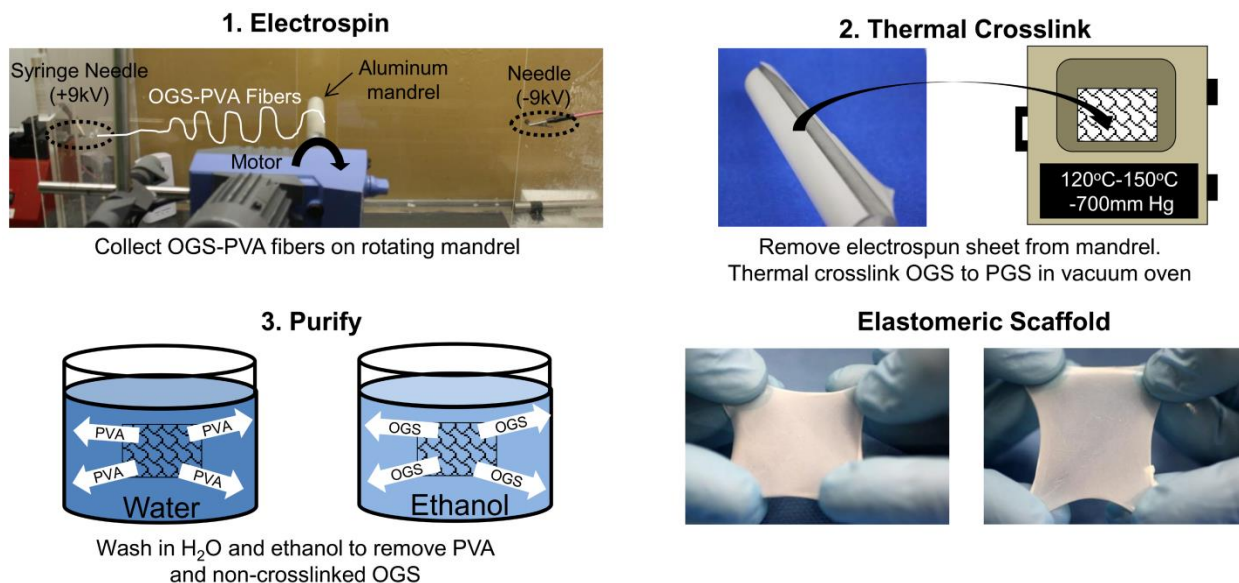 1. Electrospin
Syringe Needle
(+9kV)
OGS-PVA Fibers
Aluminum
mandrel
Needle
(-9kV)
Motor
Collect OGS-PVA fibers on rotating mandrel
2. Thermal Crosslink
120°C-150°C
-700mm Hg
Remove electrospun sheet from mandrel.
Thermal crosslink OGS to PGS in vacuum oven
3. Purify
PVA
PVA
PVA
PVA
Water
OGS
OGS
OGS
OGS
Ethanol
Wash in H₂O and ethanol to remove PVA
and non-crosslinked OGS
Elastomeric Scaffold